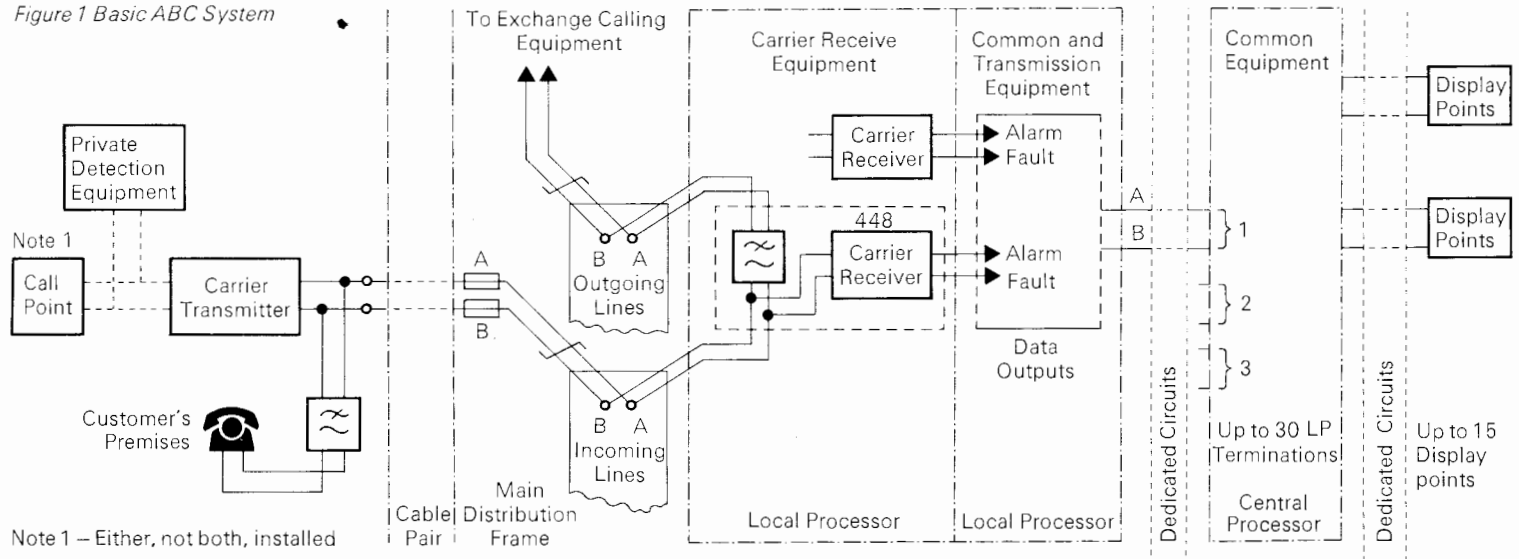 Figure 1 Basic ABC System
To Exchange Calling
Equipment
Carrier Receive
Equipment
Common and
Transmission
Equipment
Common
Equipment
Display
Points
Private
Detection
Equipment
Carrier
Receiver
Alarm
Fault
Note 1
Call
Point
Carrier
Transmitter
A
B
B A
Outgoing
Lines
448
Carrier
Receiver
Alarm
Fault
A
B
1
2
3
Display
Points
Data
Outputs
Customer's
Premises
B A
Incoming
Lines
Dedicated Circuits
Up to 30 LP
Terminations
Dedicated Circuits
Up to 15
Display
points
Note 1 – Either, not both, installed
Cable
Pair
Main
Distribution
Frame
Local Processor
Local Processor
Central
Processor